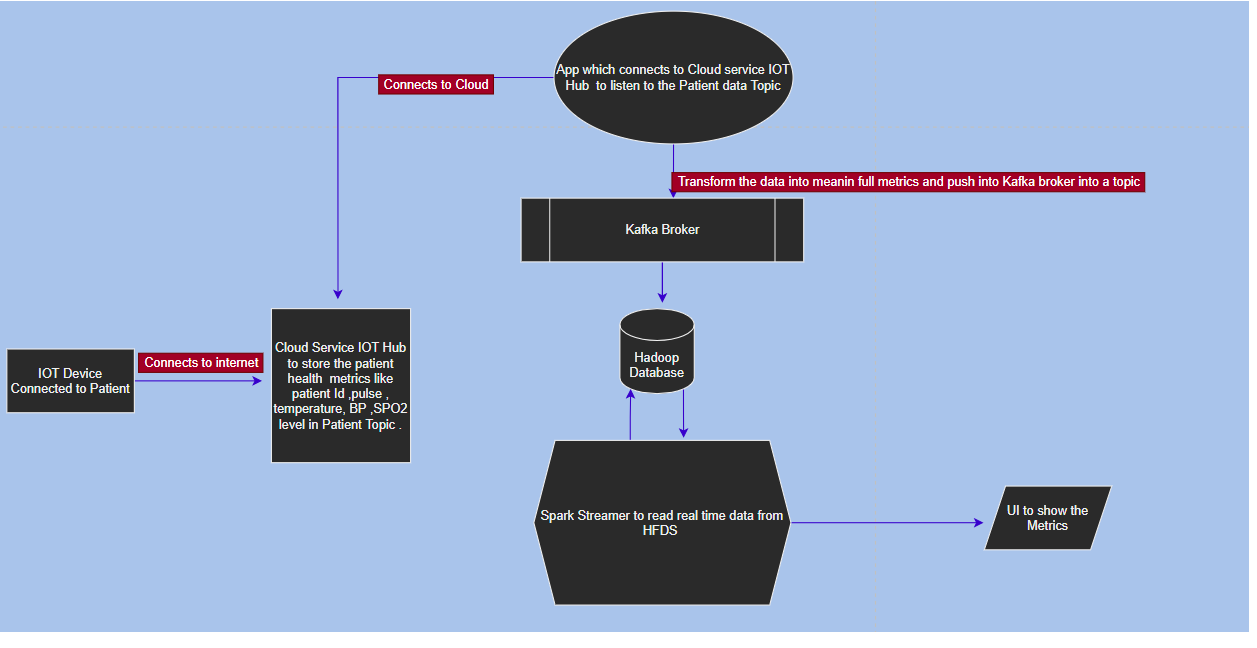 App which connects to Cloud service IOT
Hub to listen to the Patient data Topic
Connects to Cloud
Transform the data into meanin full metrics and push into Kafka broker into a topic
Kafka Broker
IOT Device
Connected to Patient
Connects to internet
Cloud Service IOT Hub
to store the patient
health metrics like
patient Id ,pulse ,
temperature, BP ,SPO2
level in Patient Topic .
Hadoop
Database
Spark Streamer to read real time data from
HFDS
UI to show the
Metrics